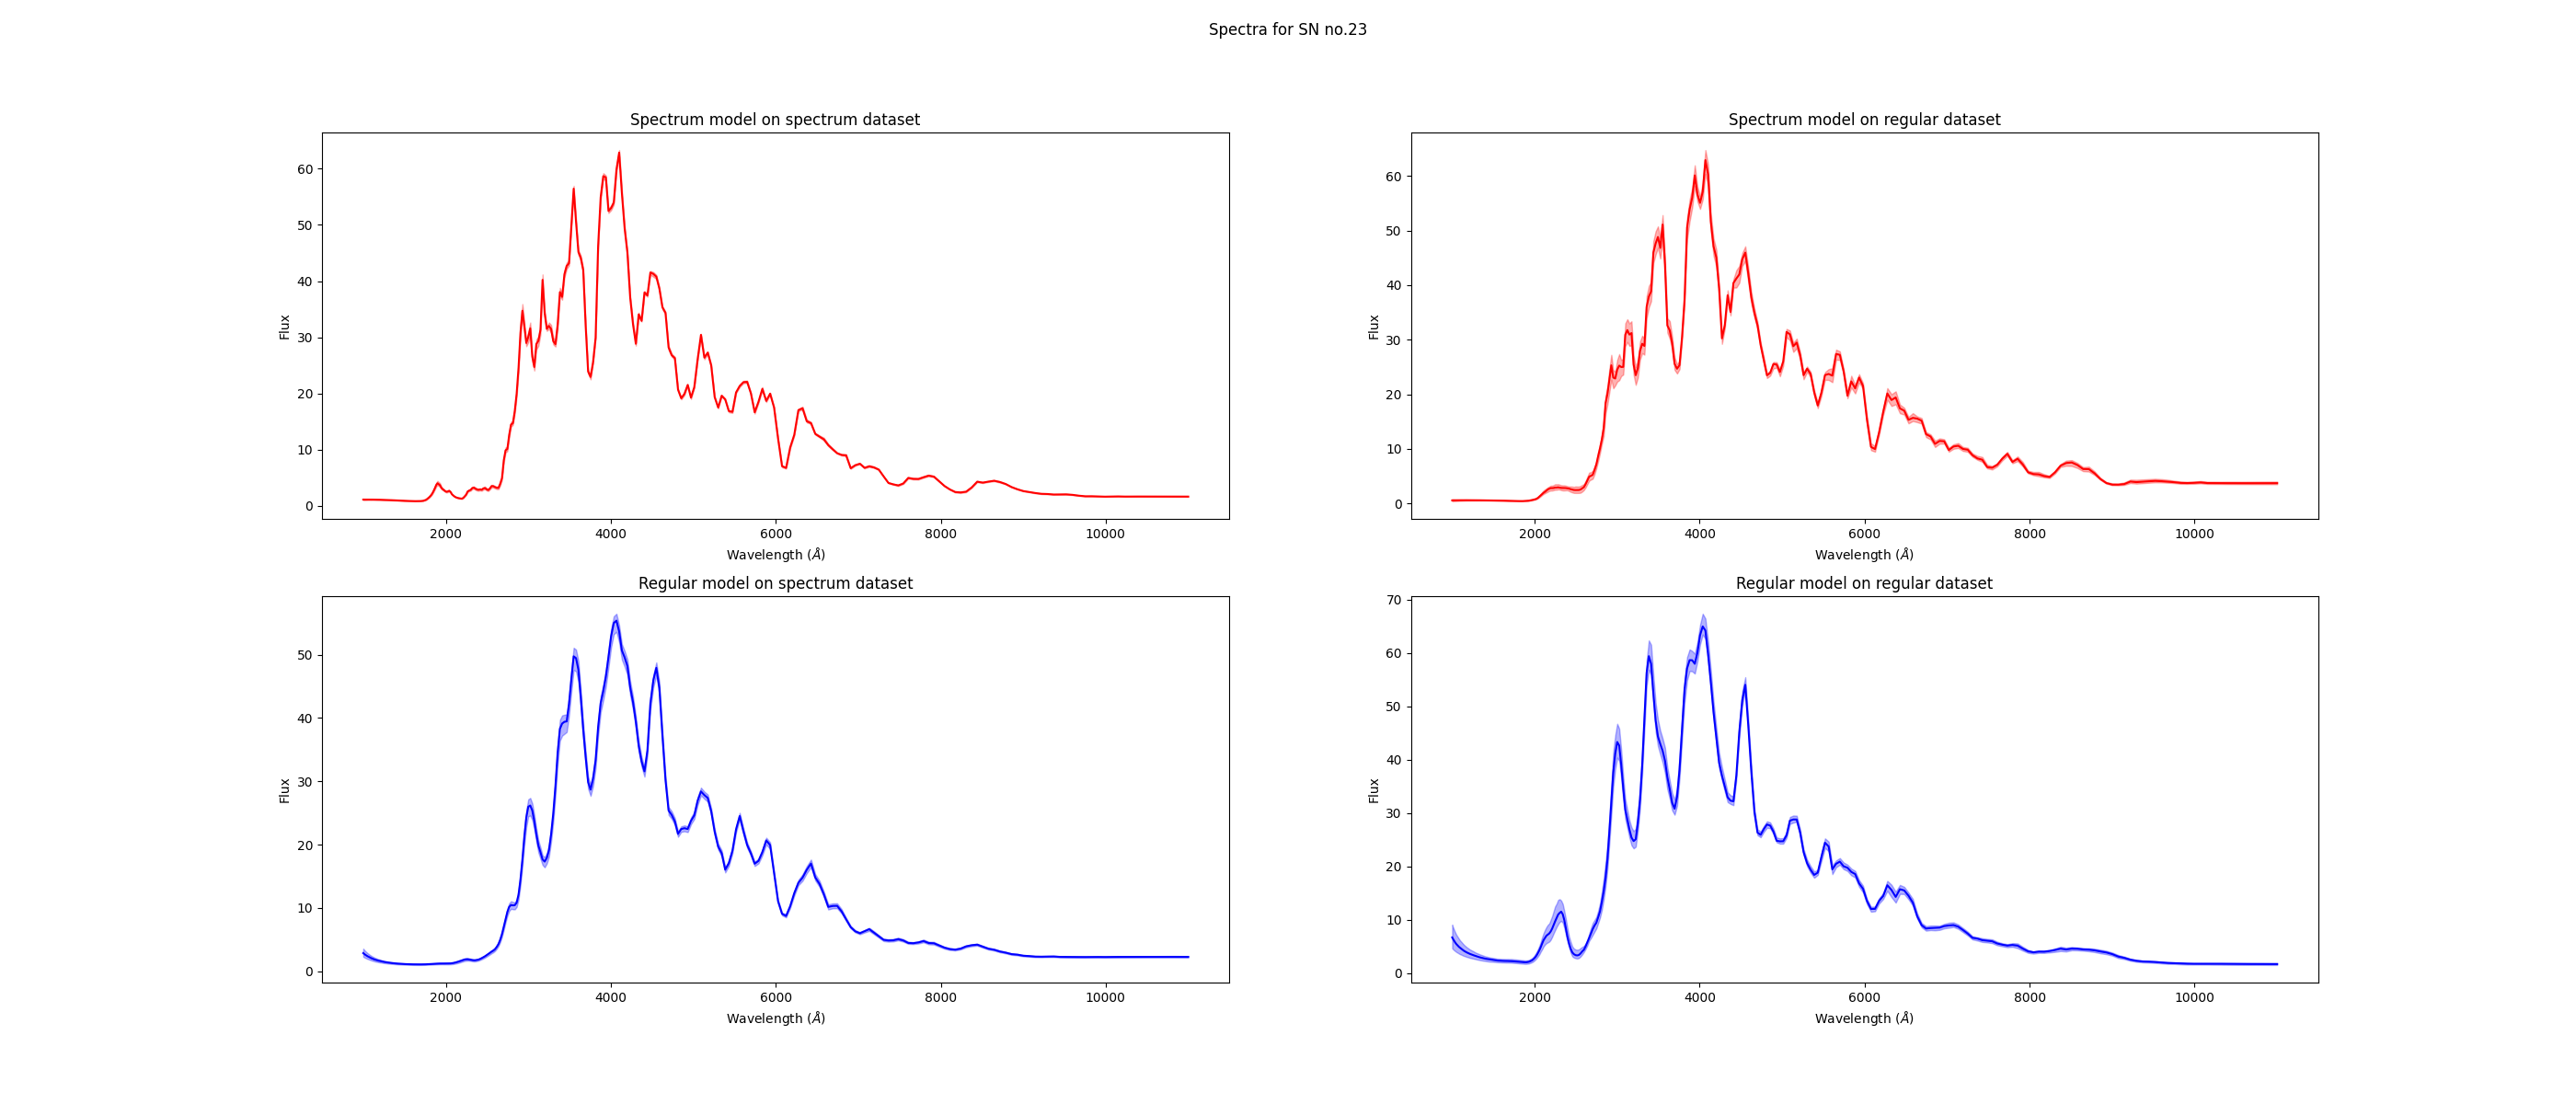 Spectra for SN no.23
Spectrum model on spectrum dataset
Flux
60
50
40
30
20
10
0
2000 4000 6000 8000 10000
Wavelength (Å)
Spectrum model on regular dataset
Flux
60
50
40
30
20
10
0
2000 4000 6000 8000 10000
Wavelength (Å)
Regular model on spectrum dataset
Flux
50
40
30
20
10
0
2000 4000 6000 8000 10000
Wavelength (Å)
Regular model on regular dataset
Flux
70
60
50
40
30
20
10
0
2000 4000 6000 8000 10000
Wavelength (Å)